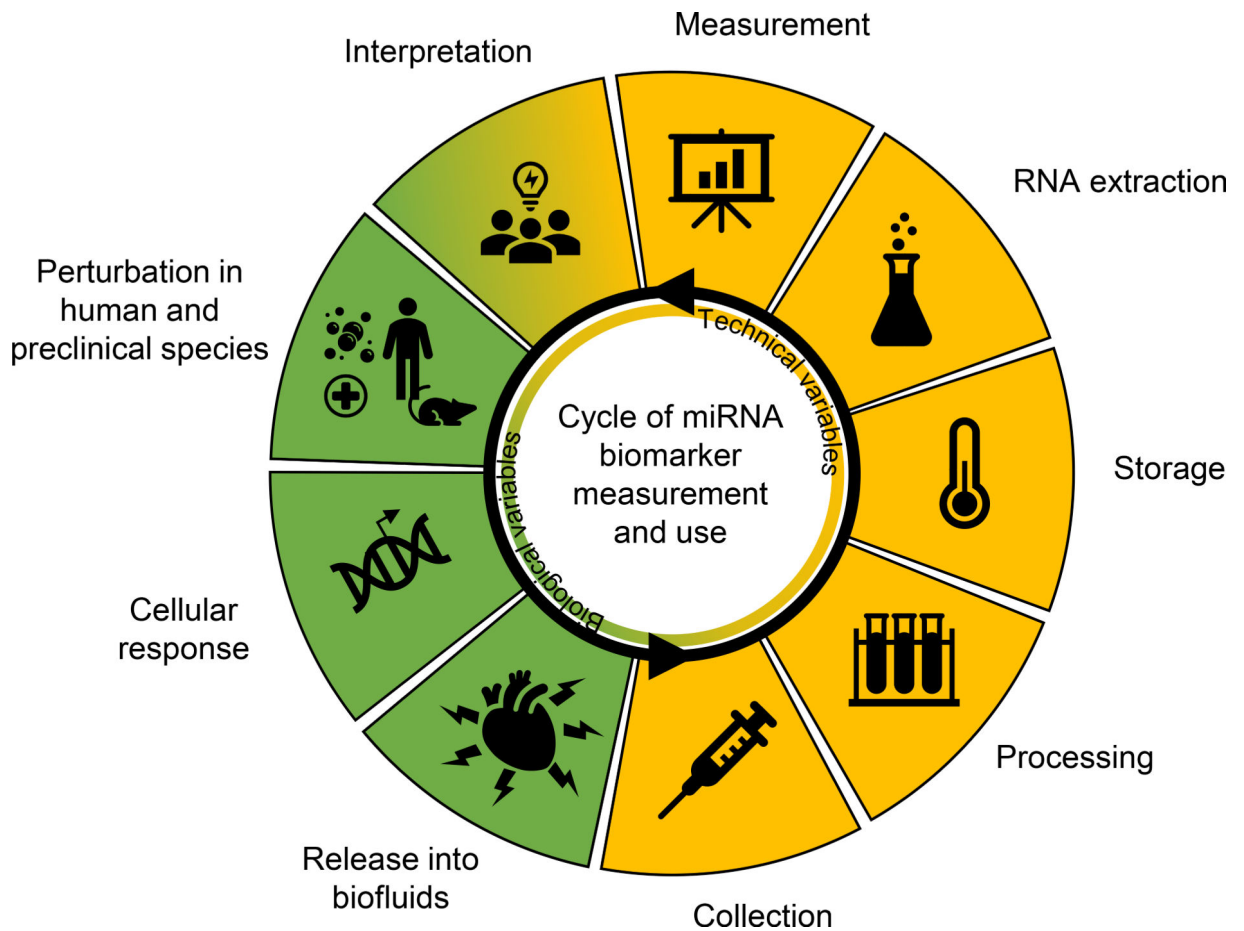 Measurement
Interpretation
RNA extraction
Perturbation in
human and
preclinical species
Technical variables
Cycle of miRNA
biomarker
measurement
and use
Biological variables
Storage
Cellular
response
Processing
Release into
biofluids
Collection